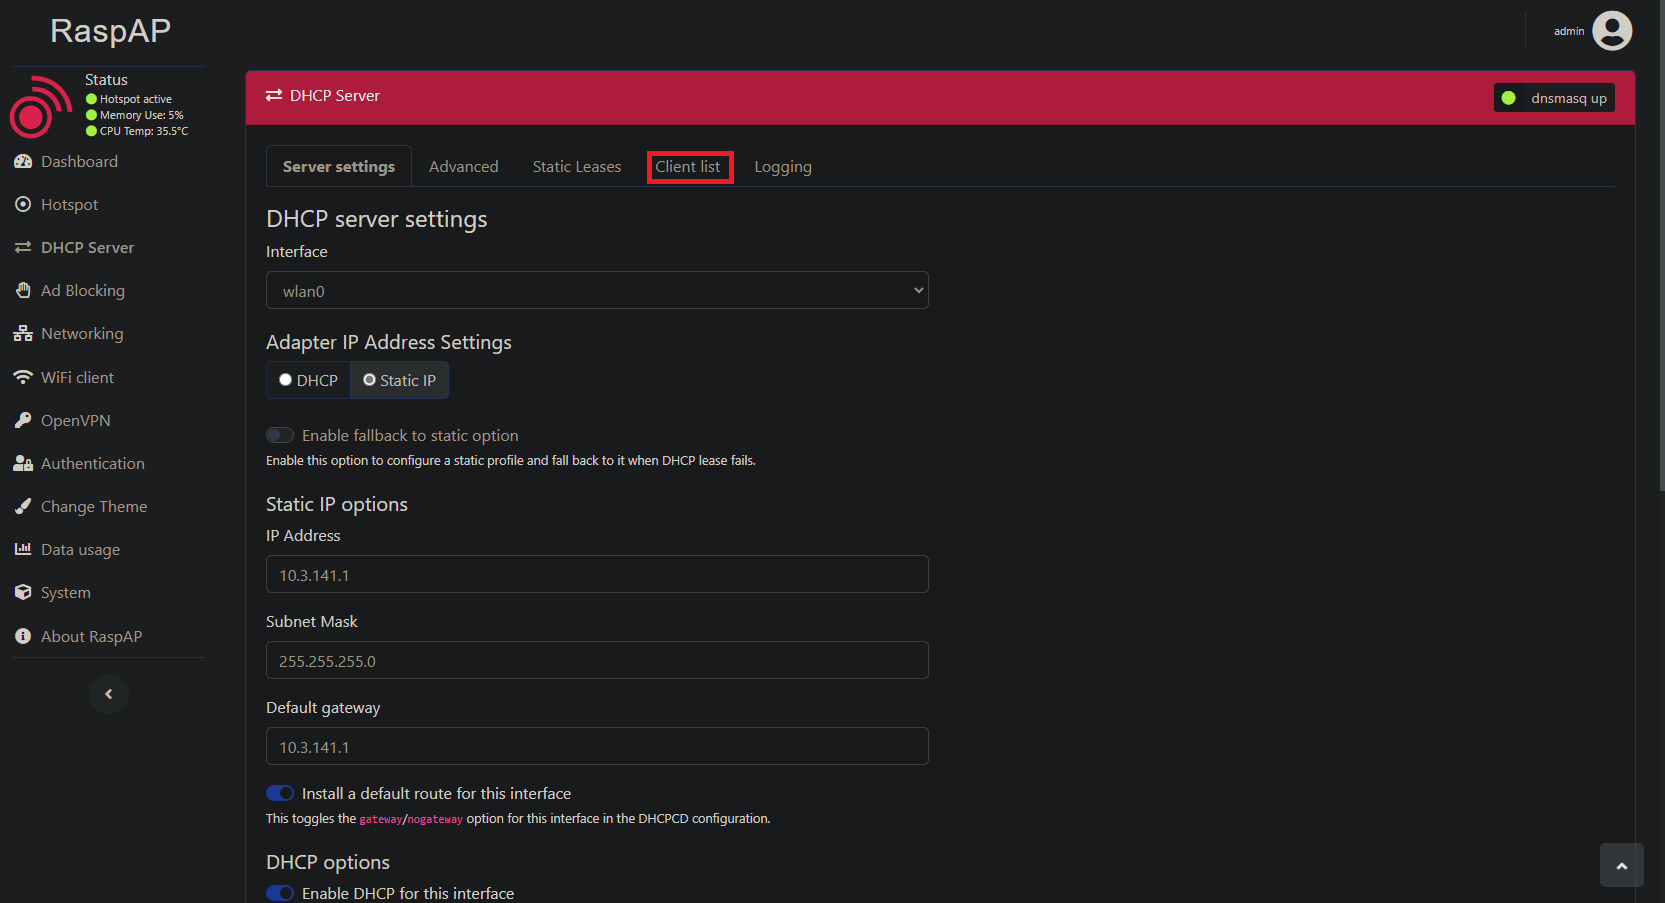 RaspAP
admin
Status
Hotspot active
Memory Use: 5%
CPU Temp: 35.5°C
Dashboard
Hotspot
DHCP Server
Ad Blocking
Networking
WiFi client
OpenVPN
Authentication
Change Theme
Data usage
System
About RaspAP
DHCP Server
dnsmasq up
Server settings Advanced Static Leases Client list Logging
DHCP server settings
Interface
wlan0
Adapter IP Address Settings
DHCP Static IP
Enable fallback to static option
Enable this option to configure a static profile and fall back to it when DHCP lease fails.
Static IP options
IP Address
10.3.141.1
Subnet Mask
255.255.255.0
Default gateway
10.3.141.1
Install a default route for this interface
This toggles the gateway/nogateway option for this interface in the DHCPCD configuration.
DHCP options
Enable DHCP for this interface